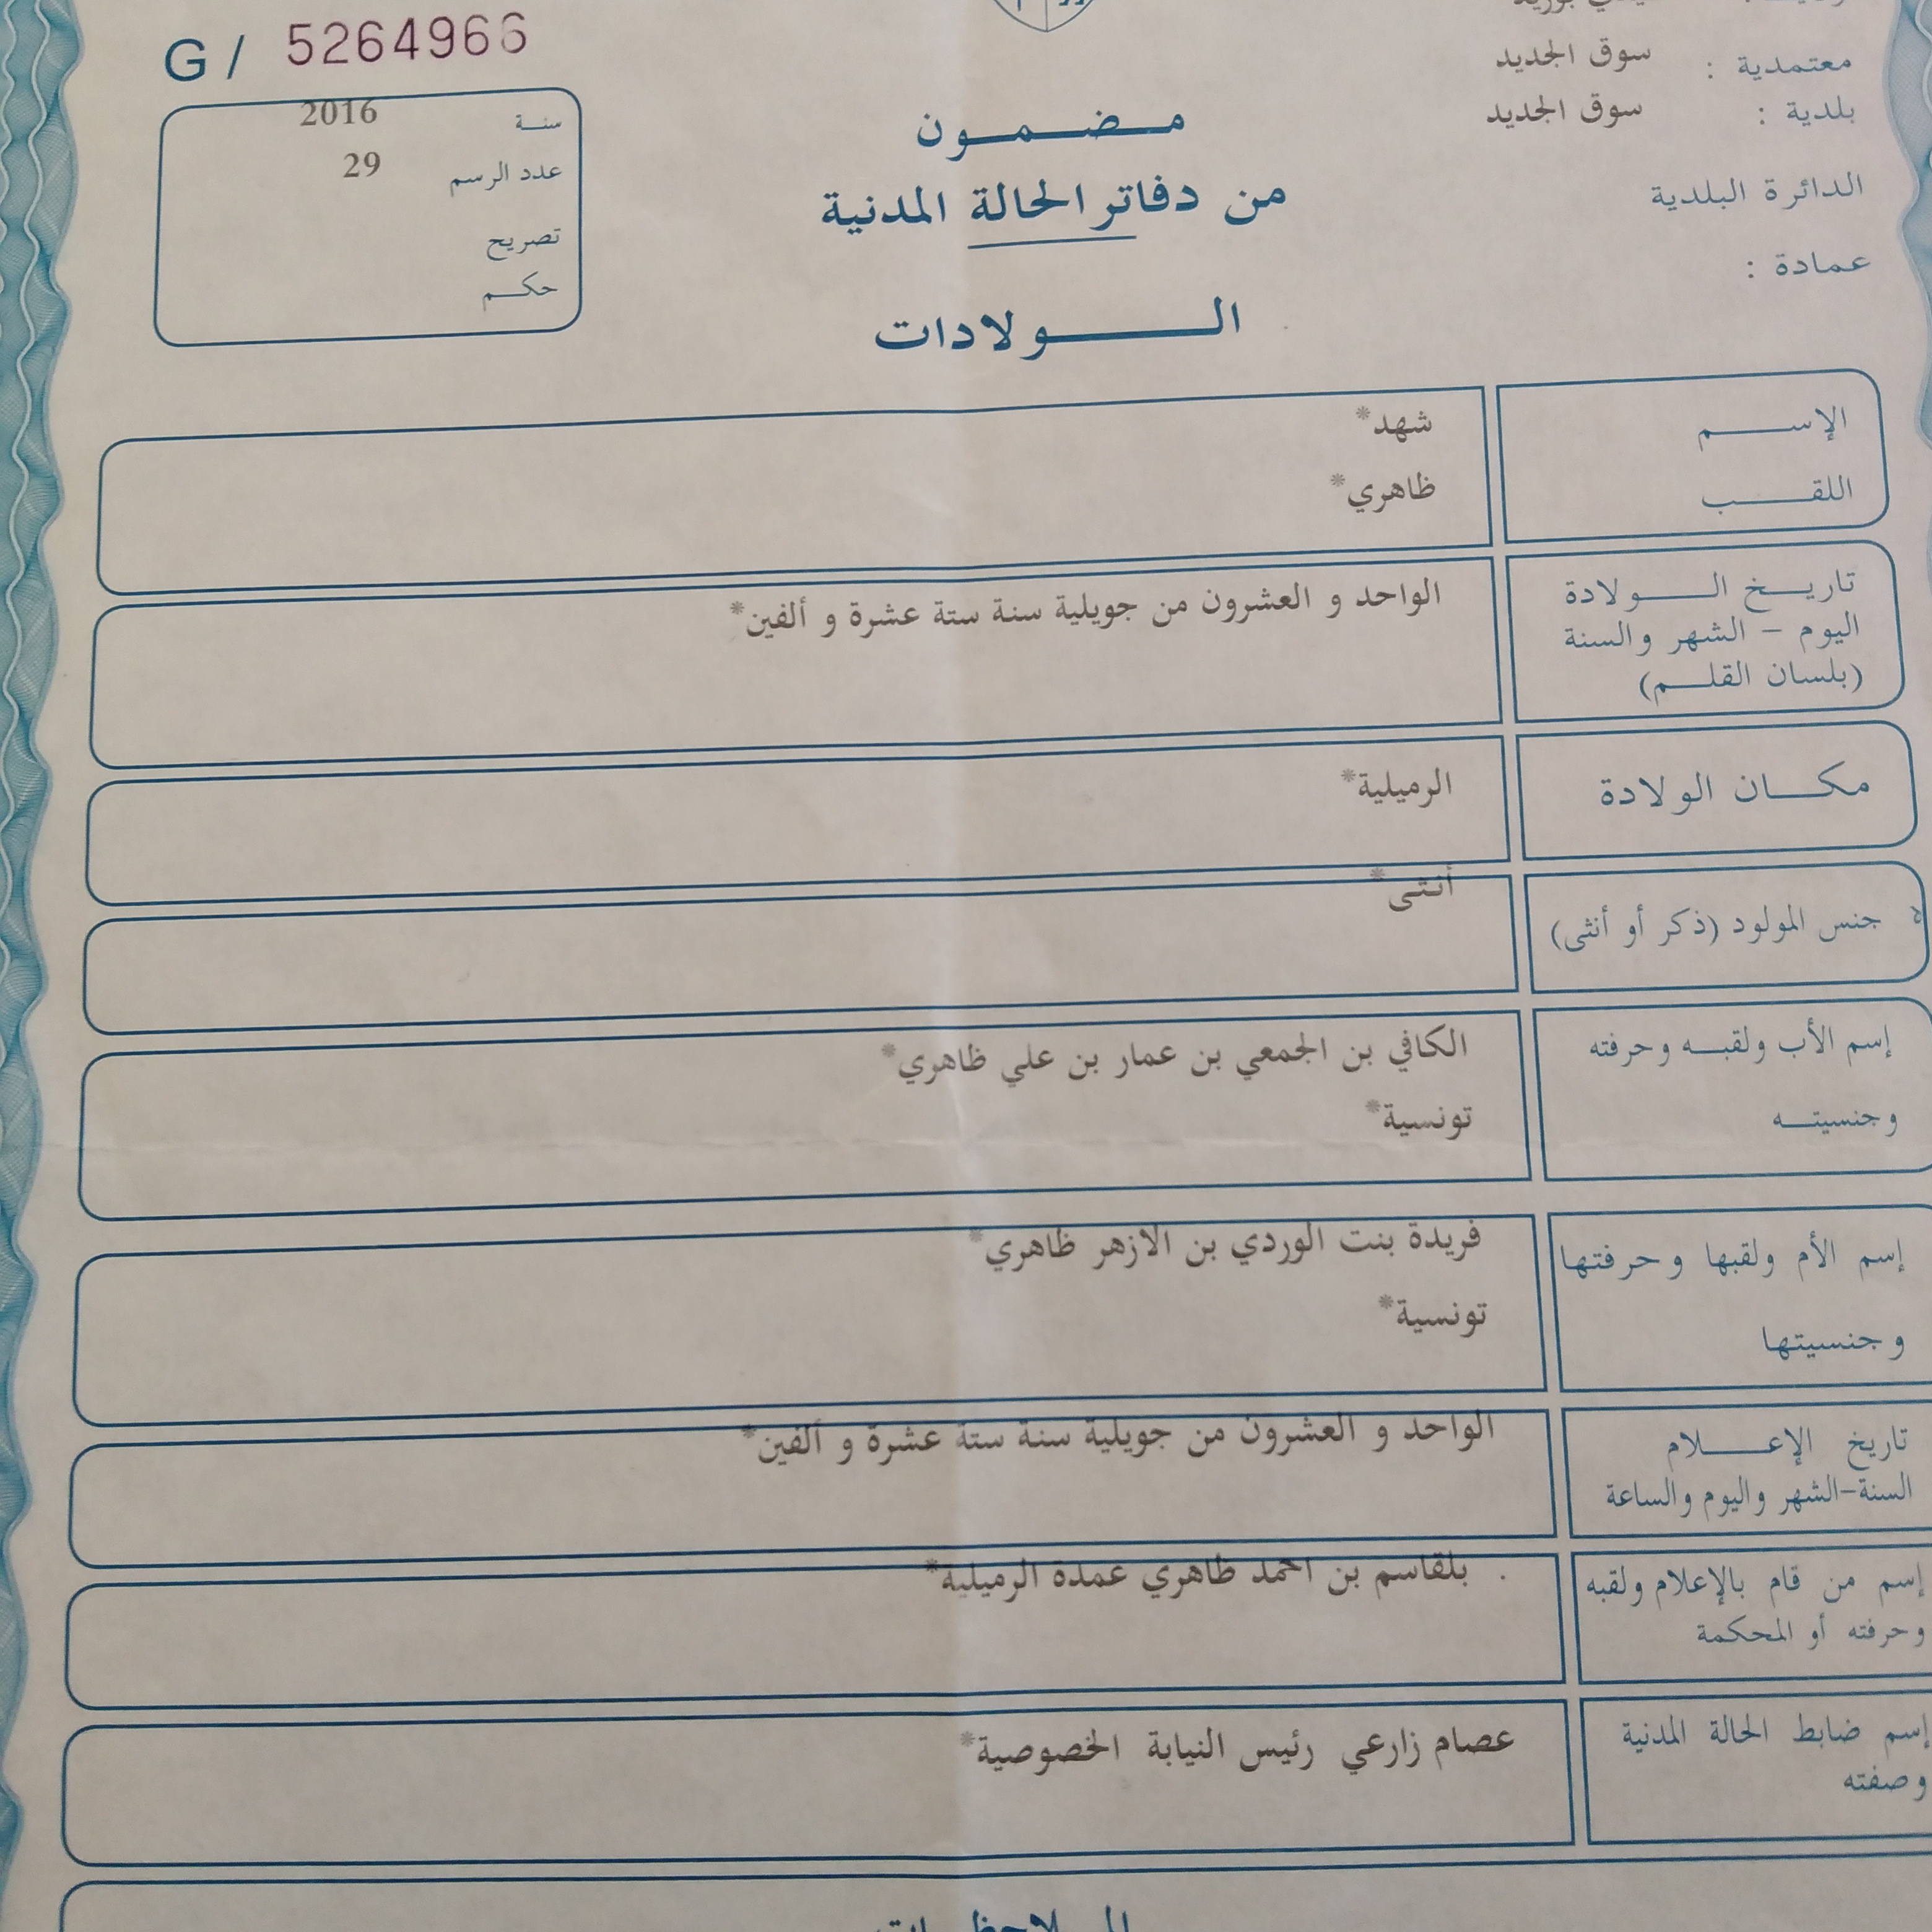 G / 5264966
معتمدية : سوق الجديد
بلدية : سوق الجديد
الدائرة البلدية
عمادة :
سنة 2016
عدد الرسم 29
تصريح
حكم
مضمون
من دفاتر الحالة المدنية
الولادات
الإسم شهد*
اللقب ظاهري*
تاريخ الولادة الواحد و العشرون من جويلية سنة ستة عشرة و ألفين*
اليوم - الشهر والسنة
(بلسان القلم)
مكان الولادة الرميلية*
جنس المولود (ذكر أو أنثى) أنثى*
إسم الأب ولقبه وحرفته الكافي بن الجمعي بن عمار بن علي ظاهري*
وجنسيته تونسية*
إسم الأم ولقبها وحرفتها فريدة بنت الوردي بن الازهر ظاهري*
وجنسيتها تونسية*
تاريخ الإعلام الواحد و العشرون من جويلية سنة ستة عشرة و ألفين*
السنة-الشهر واليوم والساعة
إسم من قام بالإعلام ولقبه . بلقاسم بن احمد ظاهري عمدة الرميلية*
وحرفته أو المحكمة
إسم ضابط الحالة المدنية عصام زارعي رئيس النيابة الخصوصية*
وصفته